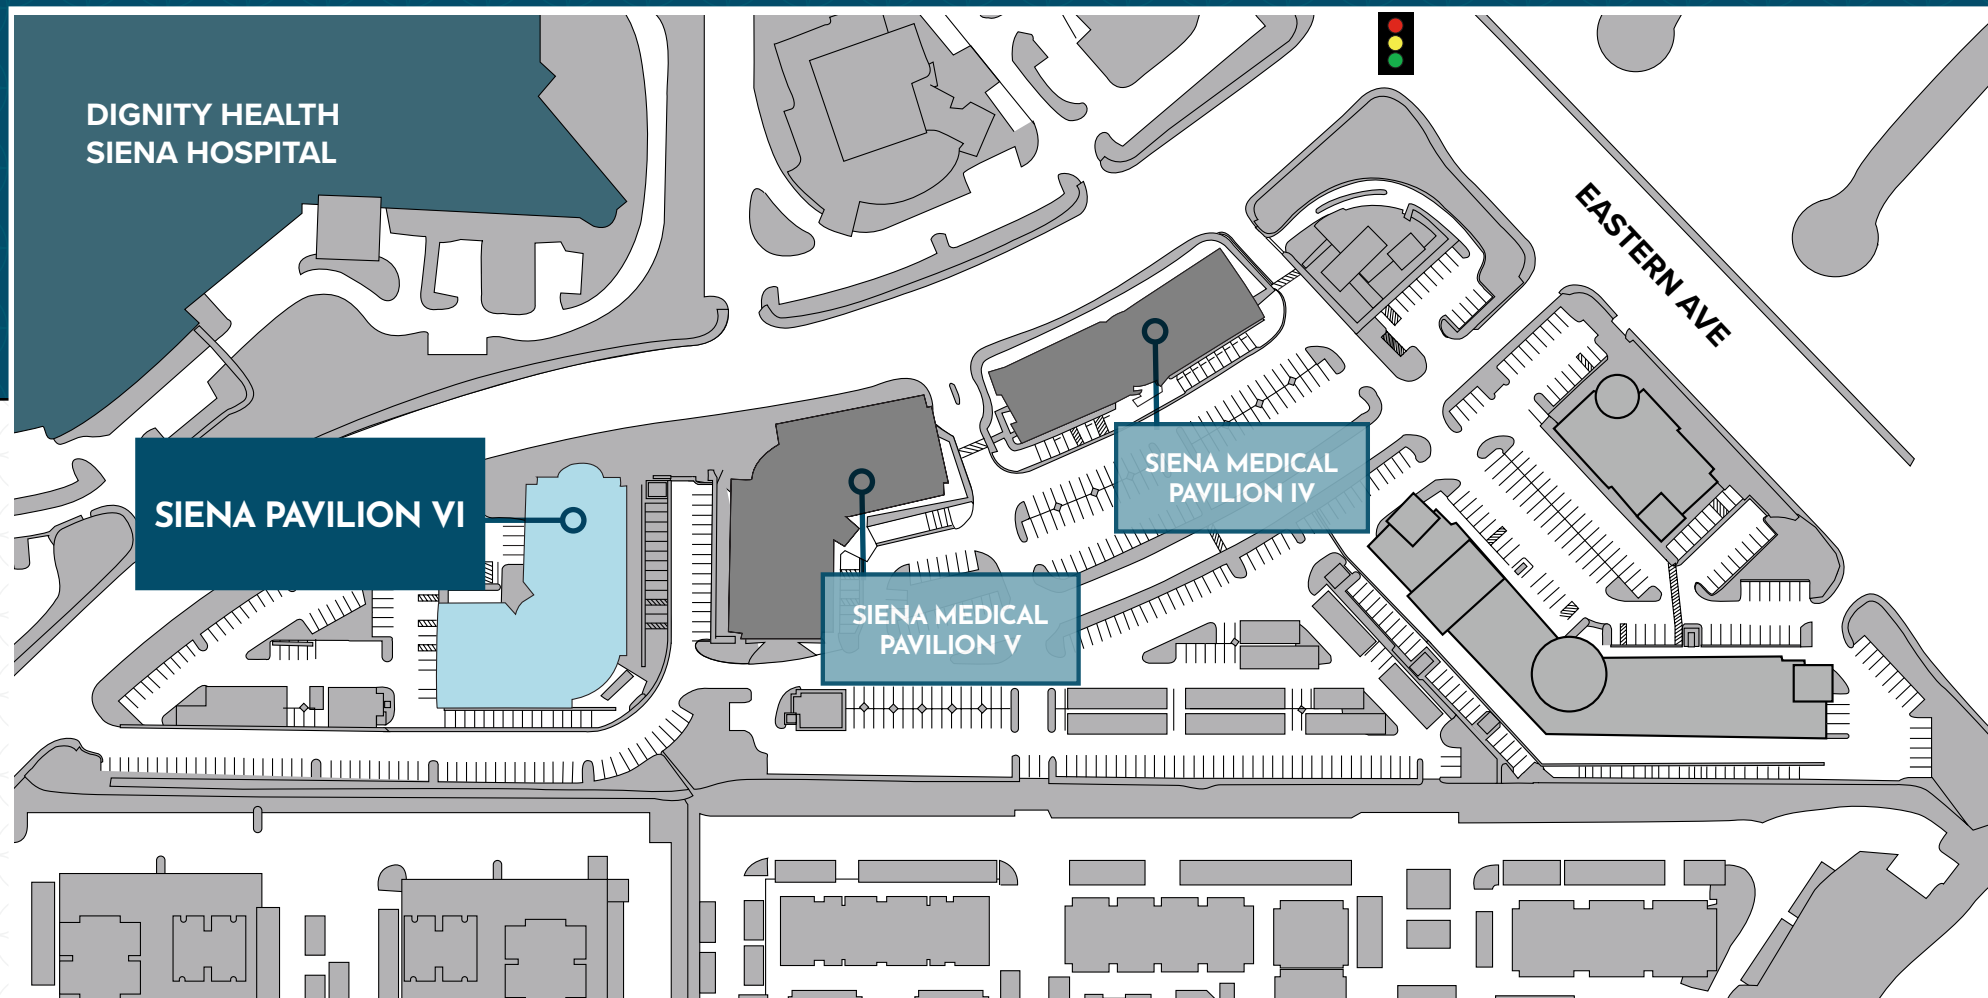 DIGNITY HEALTH
SIENA HOSPITAL
EASTERN AVE
SIENA MEDICAL
PAVILION IV
SIENA PAVILION VI
SIENA MEDICAL
PAVILION V